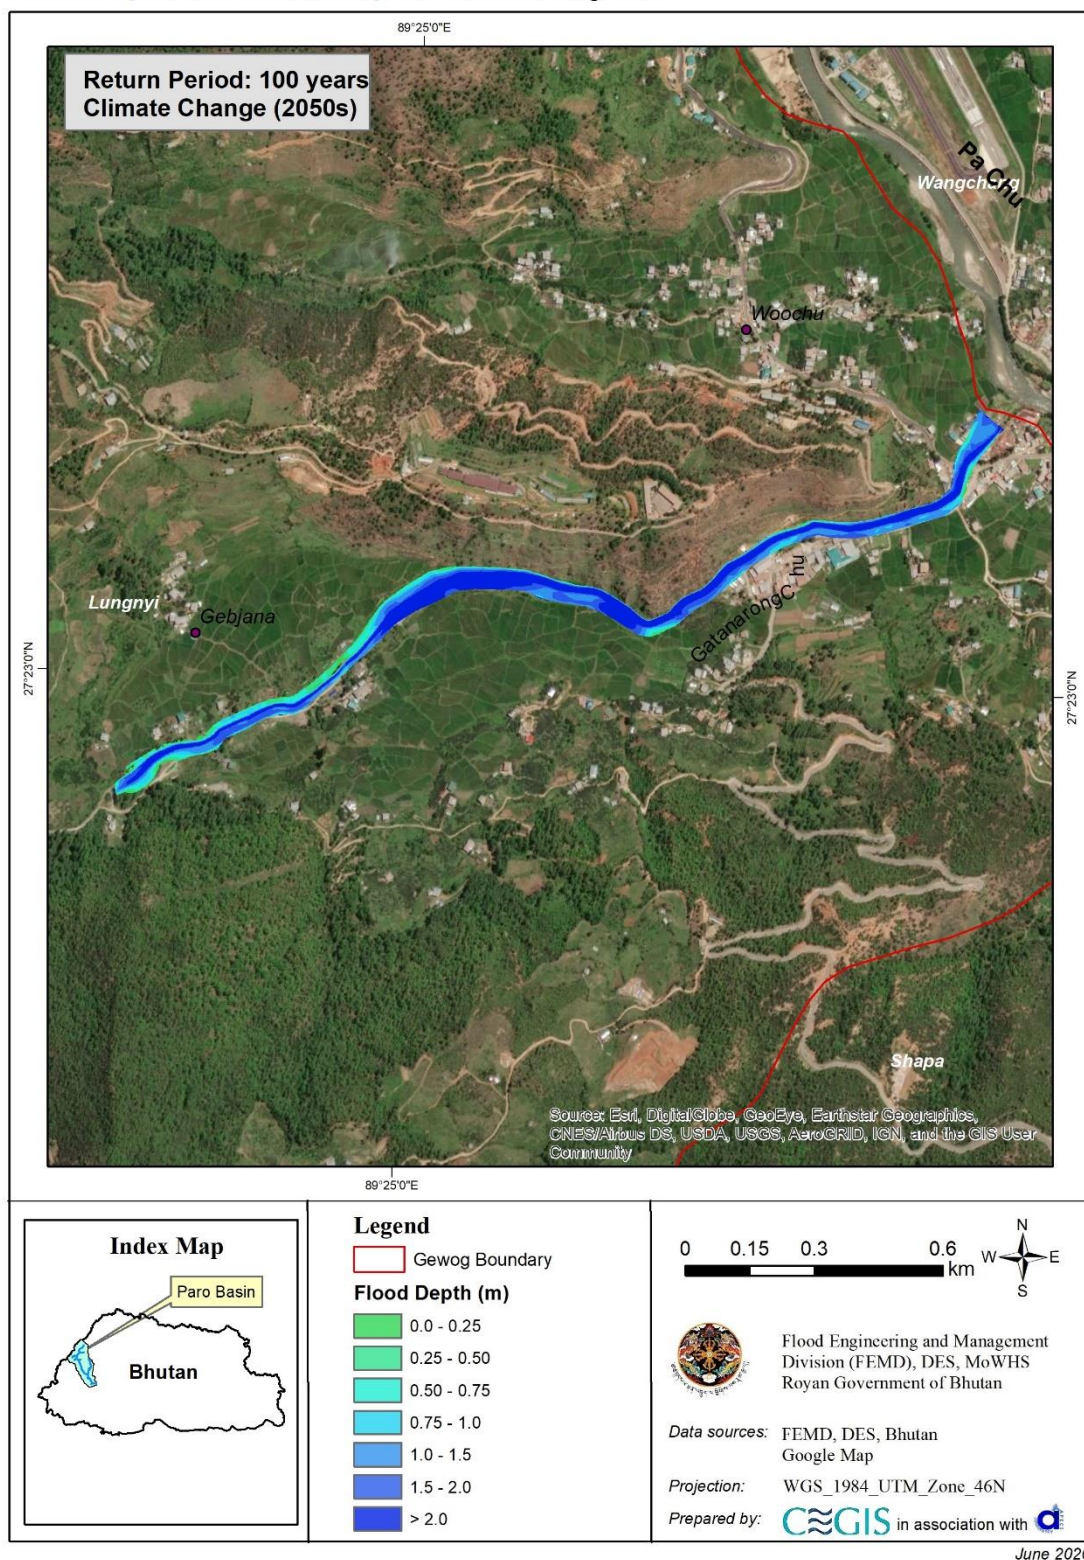 89°25'0"E
Return Period: 100 years
Climate Change (2050s)
Pa Chu
Wangchang
Woochu
Lungnyi
Gebjana
GatanarongChu
27°23'0"N
27°23'0"N
Shapa
Source: Esri, DigitalGlobe, GeoEye, Earthstar Geographics,
CNES/Airbus DS, USDA, USGS, AeroGRID, IGN, and the GIS User
Community
89°25'0"E
Index Map
Paro Basin
Bhutan
Legend
Gewog Boundary
Flood Depth (m)
0.0 - 0.25
0.25 - 0.50
0.50 - 0.75
0.75 - 1.0
1.0 - 1.5
1.5 - 2.0
> 2.0
0 0.15 0.3 0.6
km
N
W E
S
Flood Engineering and Management
Division (FEMD), DES, MoWHS
Royan Government of Bhutan
Data sources: FEMD, DES, Bhutan
Google Map
Projection: WGS_1984_UTM_Zone_46N
Prepared by: CEGIS in association with
June 2020